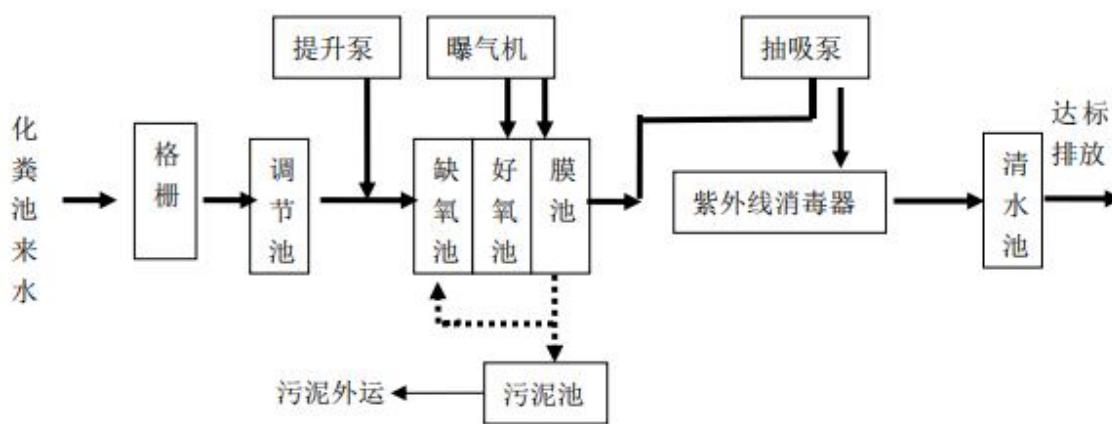 提升泵
曝气机
抽吸泵
化粪池来水
格栅
调节池
缺氧池
好氧池
膜池
紫外线消毒器
清水池
达标
排放
污泥外运
污泥池